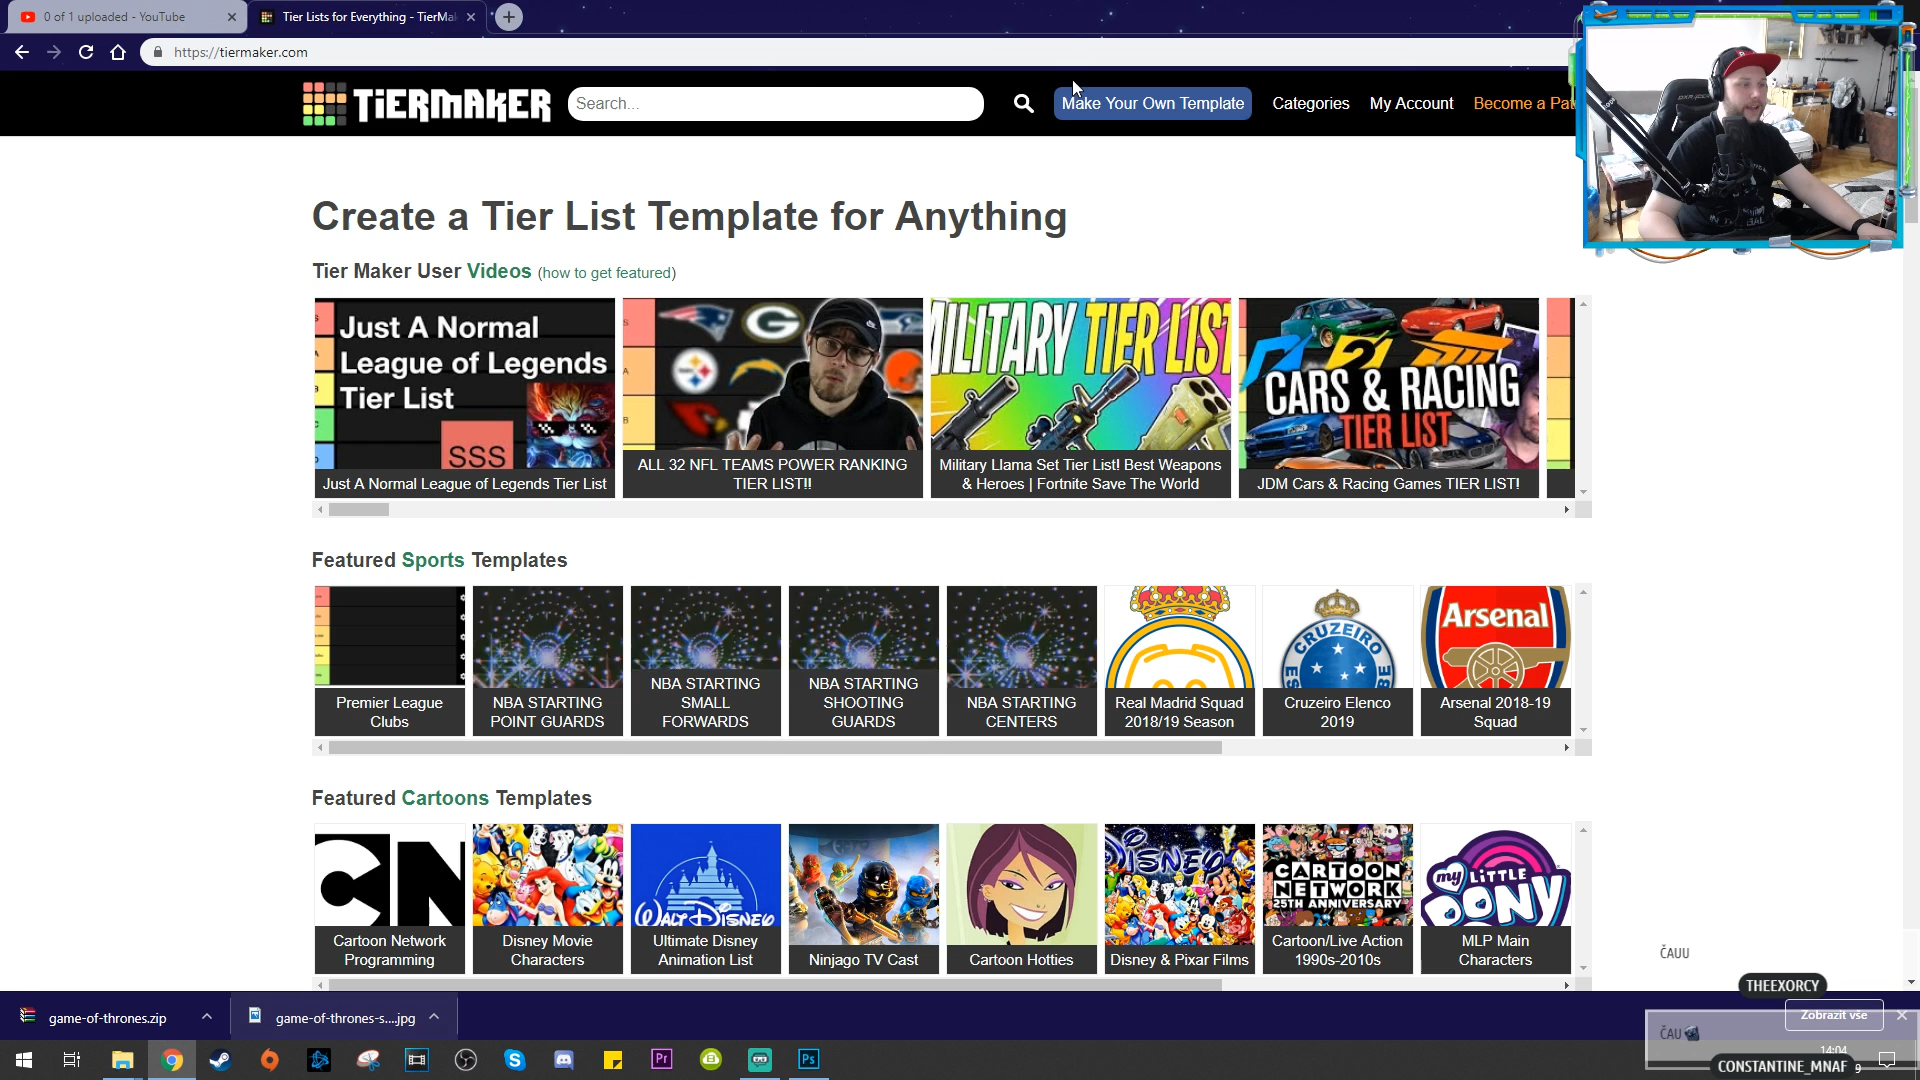 0 of 1 uploaded - YouTube
Tier Lists for Everything - TierMa
https://tiermaker.com
TiERMAKER
Search...
Make Your Own Template
Categories
My Account
Become a Pat
Create a Tier List Template for Anything
Tier Maker User Videos (how to get featured)
Just A Normal
League of Legends
Tier List
SSS
Just A Normal League of Legends Tier List
ALL 32 NFL TEAMS POWER RANKING
TIER LIST!!
MILITARY TIER LIST
Military Llama Set Tier List! Best Weapons
& Heroes | Fortnite Save The World
CARS & RACING
TIER LIST
JDM Cars & Racing Games TIER LIST!
Featured Sports Templates
Premier League
Clubs
NBA STARTING
POINT GUARDS
NBA STARTING
SMALL
FORWARDS
NBA STARTING
SHOOTING
GUARDS
NBA STARTING
CENTERS
Real Madrid Squad
2018/19 Season
CRUZEIRO
Cruzeiro Elenco
2019
Arsenal
Arsenal 2018-19
Squad
Featured Cartoons Templates
CN
Cartoon Network
Programming
Disney Movie
Characters
WALT DISNEY
Ultimate Disney
Animation List
Ninjago TV Cast
Cartoon Hotties
DISNEY
Disney & Pixar Films
CARTOON
NETWORK
25TH ANNIVERSARY
Cartoon/Live Action
1990s-2010s
my LiTTLE
PONY
MLP Main
Characters
ČAUU
THEEXORCY
game-of-thrones.zip
game-of-thrones-s....jpg
Zobrazit vše
ČAU
14:04
CONSTANTINE_MNAF
Pr
Ps